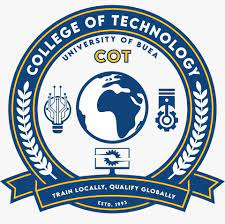 COLLEGE OF TECHNOLOGY
UNIVERSITY OF BUEA
COT
TRAIN LOCALLY, QUALIFY GLOBALLY
ESTD. 1993